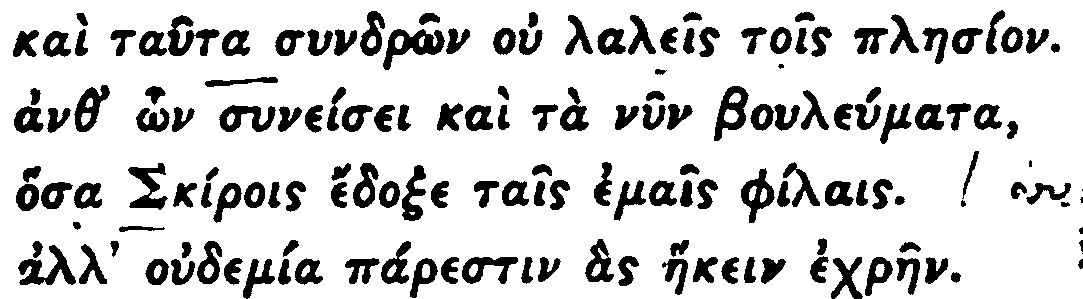 καὶ ταῦτα συνδρῶν οὐ λαλεῖς τοῖς πλησίον.
ἀνθ' ὧν συνείσει καὶ τὰ νῦν βουλεύματα,
ὅσα Σκίροις ἔδοξε ταῖς ἐμαῖς φίλαις.
ἀλλ' οὐδεμία πάρεστιν ἃς ἥκειν ἐχρῆν.